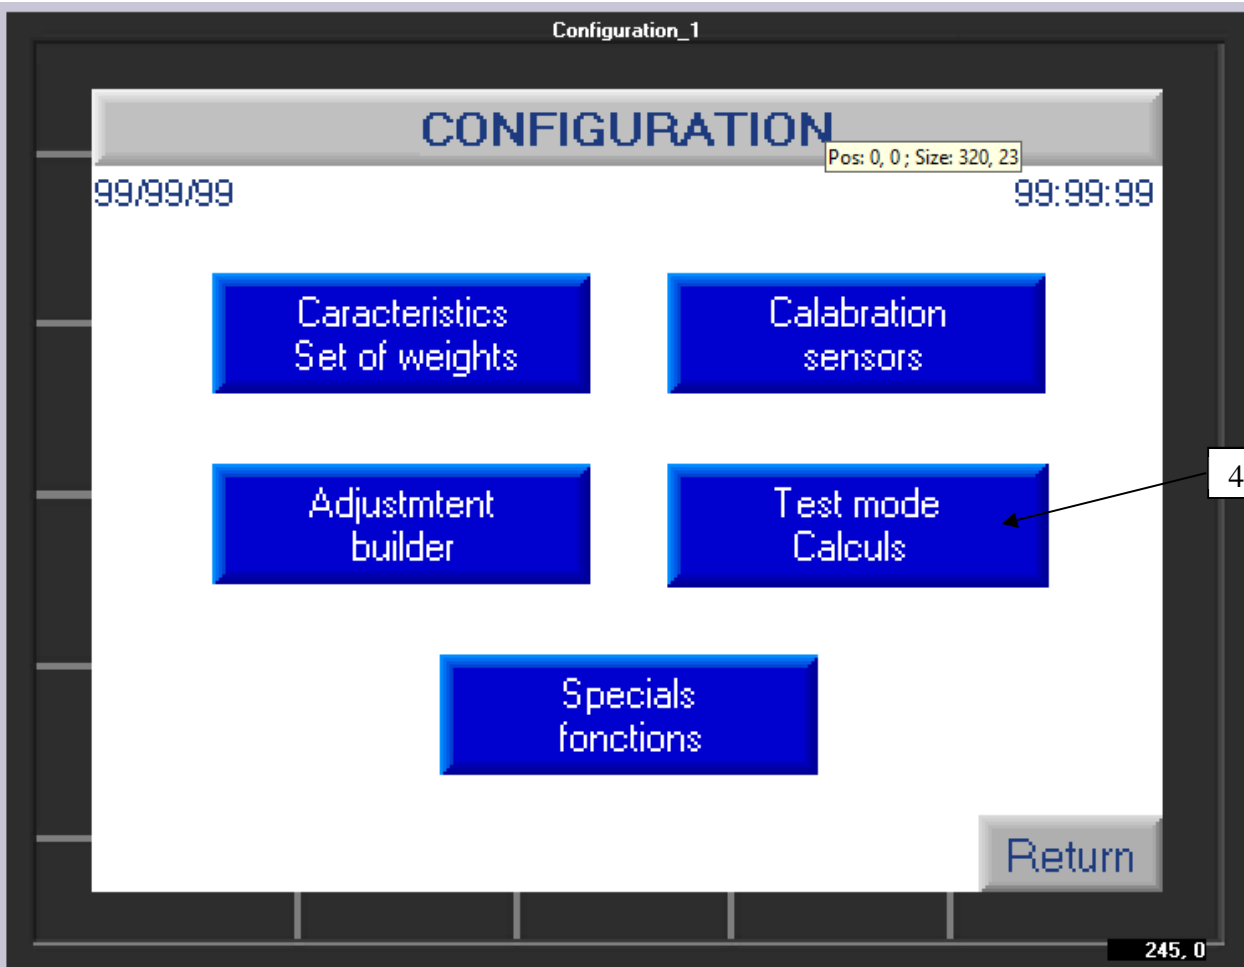 Configuration_1
CONFIGURATION
Pos: 0, 0 ; Size: 320, 23
99/99/99
99:99:99
Caracteristics
Set of weights
Calabration
sensors
Adjustmtent
builder
Test mode
Calculs
4
Specials
fonctions
Return
245, 0